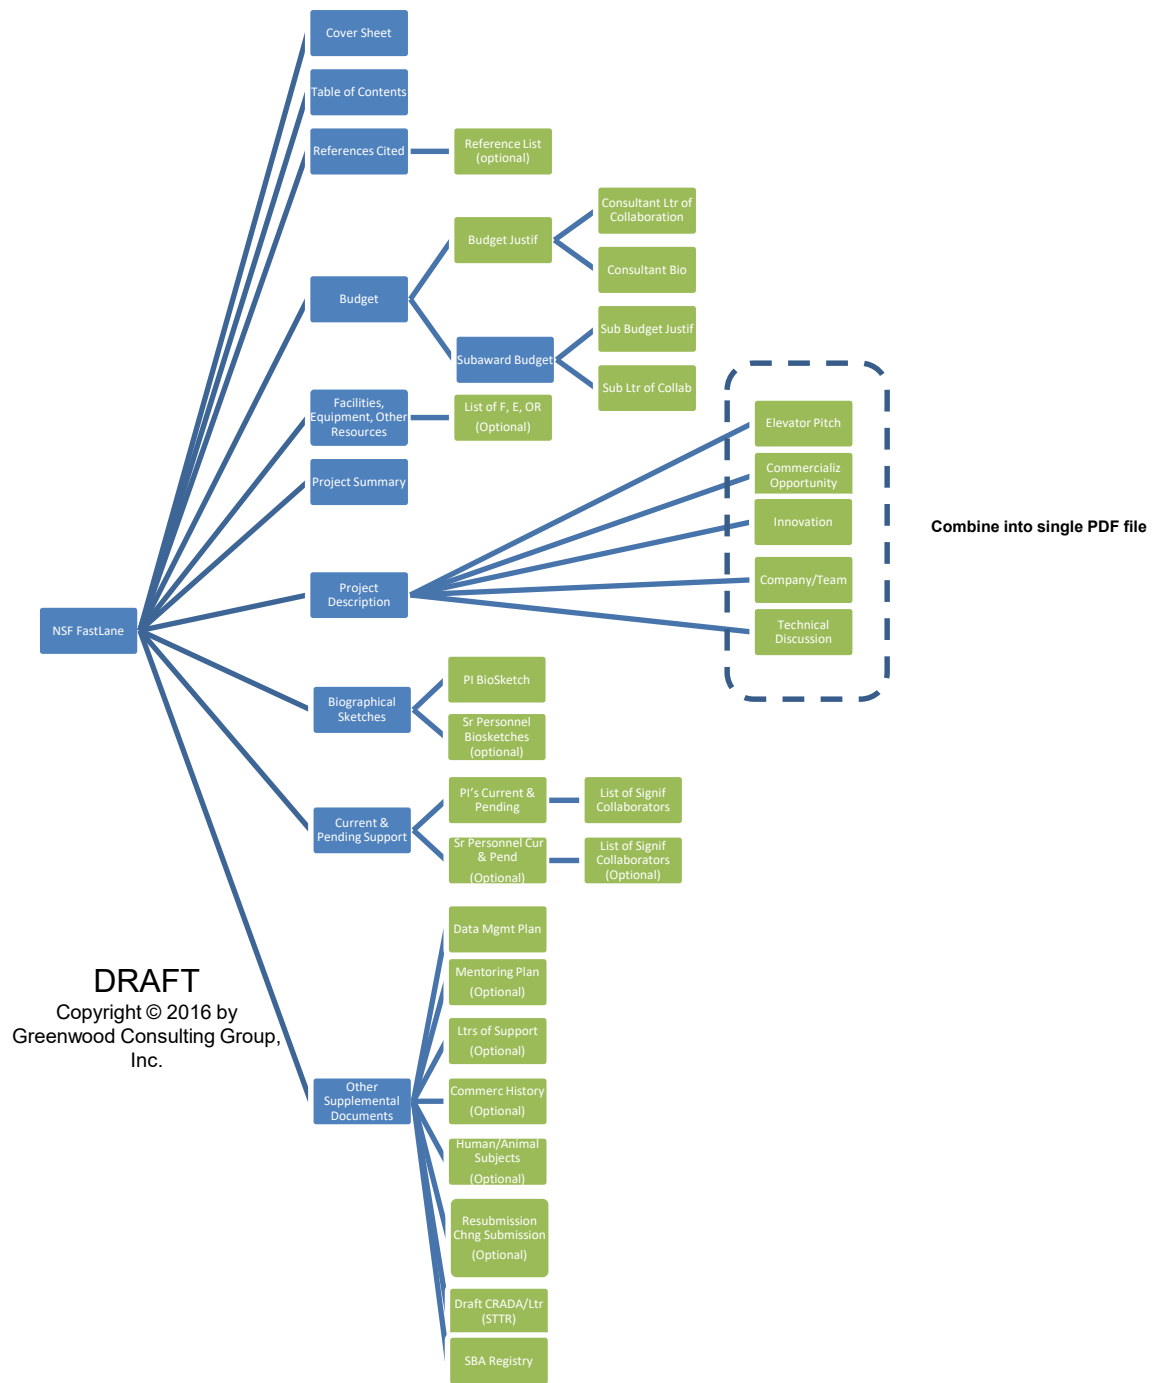 Cover Sheet
Table of Contents
References Cited
Reference List
(optional)
Consultant Ltr of
Collaboration
Budget Justif
Consultant Bio
Budget
Sub Budget Justif
Subaward Budget
Sub Ltr of Collab
Facilities,
Equipment, Other
Resources
List of F, E, OR
(Optional)
Elevator Pitch
Commercializ
Opportunity
Project Summary
Innovation
Combine into single PDF file
Project
Description
Company/Team
Technical
Discussion
NSF FastLane
PI BioSketch
Biographical
Sketches
Sr Personnel
Biosketches
(optional)
PI's Current &
Pending
List of Signif
Collaborators
Current &
Pending Support
Sr Personnel Cur
& Pend
(Optional)
List of Signif
Collaborators
(Optional)
Data Mgmt Plan
DRAFT
Copyright © 2016 by
Greenwood Consulting Group,
Inc.
Mentoring Plan
(Optional)
Ltrs of Support
(Optional)
Other
Supplemental
Documents
Commerc History
(Optional)
Human/Animal
Subjects
(Optional)
Resubmission
Chng Submission
(Optional)
Draft CRADA/Ltr
(STTR)
SBA Registry